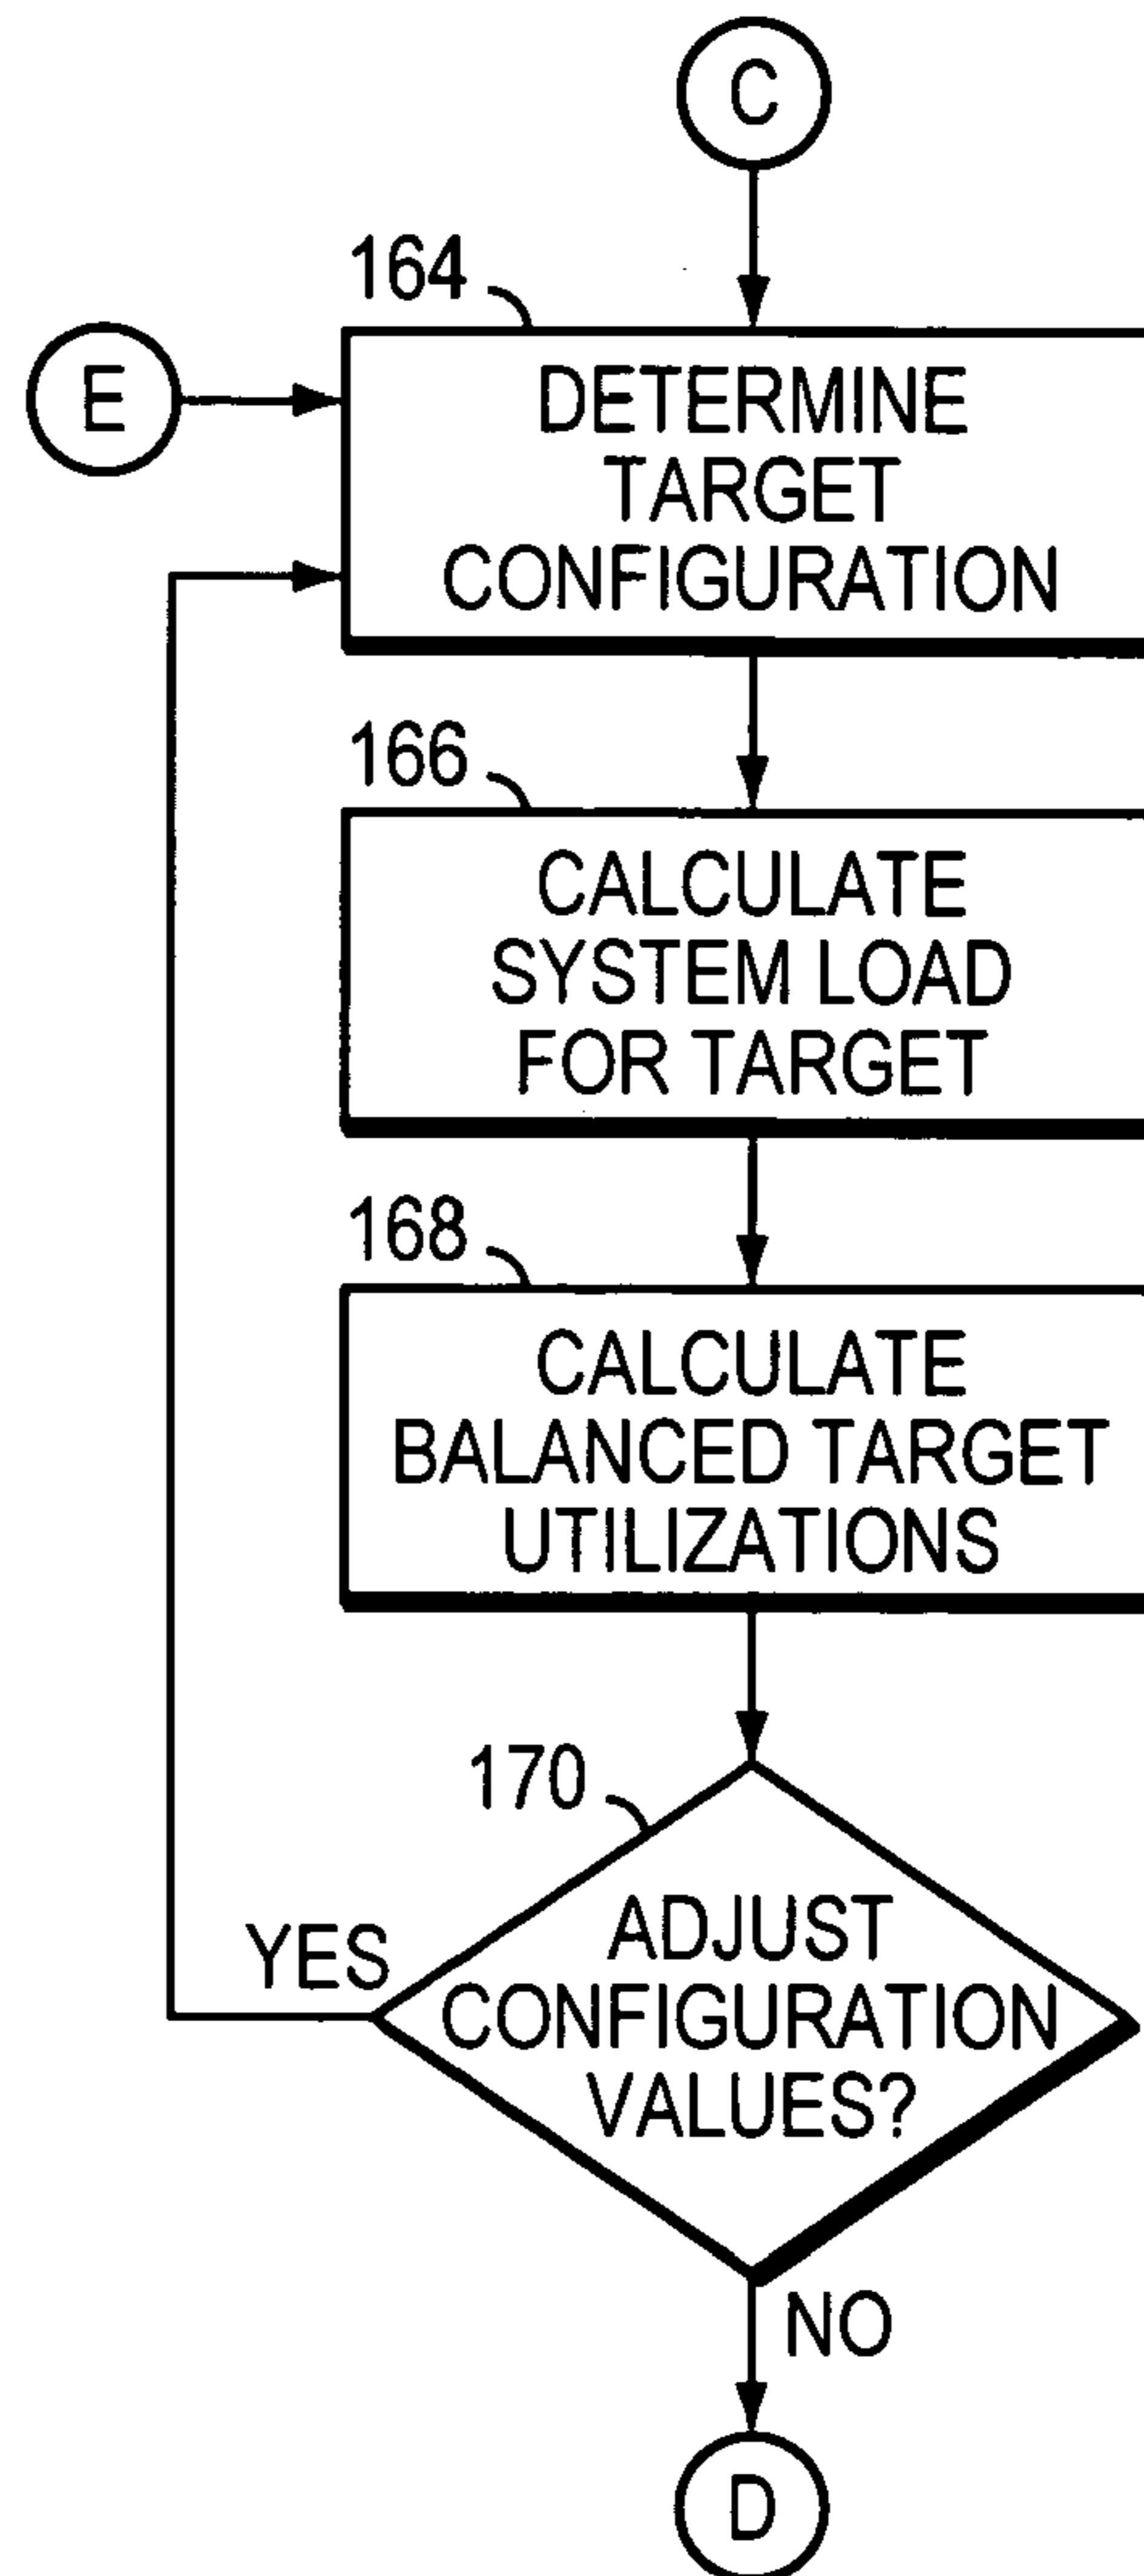 C
164
E
DETERMINE
TARGET
CONFIGURATION
166
CALCULATE
SYSTEM LOAD
FOR TARGET
168
CALCULATE
BALANCED TARGET
UTILIZATIONS
170
ADJUST
YES
CONFIGURATION
VALUES?
NO
D